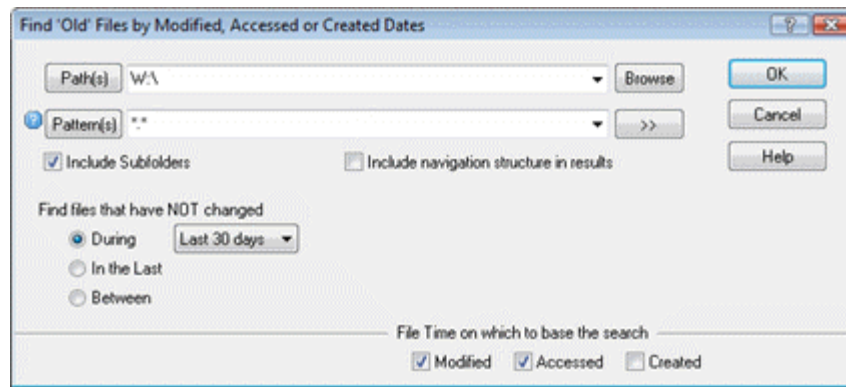 Find 'Old' Files by Modified, Accessed or Created Dates
Path(s) W:\ Browse OK
Pattern(s) *.* >> Cancel
Include Subfolders Include navigation structure in results Help
Find files that have NOT changed
During Last 30 days
In the Last
Between
File Time on which to base the search
Modified Accessed Created